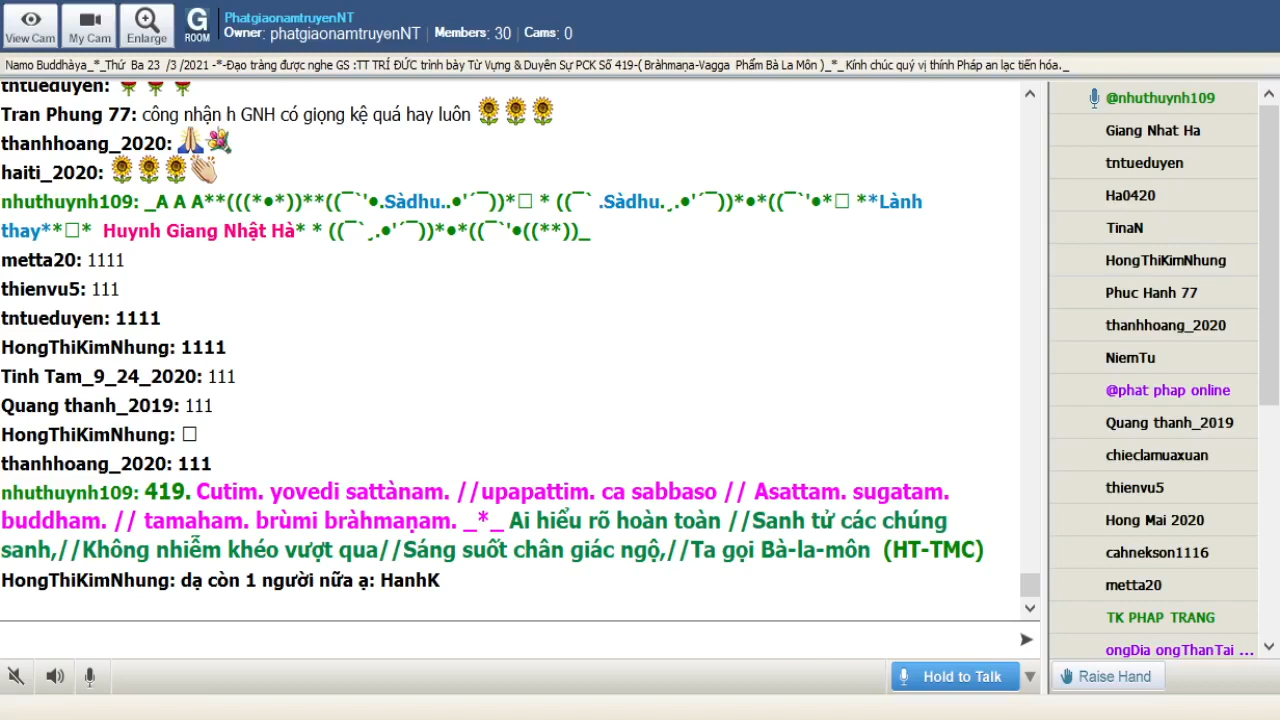 View Cam
My Cam
Enlarge
G
ROOM
PhatgiaonamtruyenNT
Owner: phatgiaonamtruyenNT | Members: 30 | Cams: 0
Namo Buddhàya_*_Thứ Ba 23 /3 /2021 -*-Đạo tràng được nghe GS :TT TRÍ ĐỨC trình bày Từ Vựng & Duyên Sự PCK Số 419-( Bràhmaṇa-Vagga Phẩm Bà La Môn )_*_ Kính chúc quý vị thính Pháp an lạc tiến hóa._
tntueduyen:
Tran Phung 77: công nhận h GNH có giọng kệ quá hay luôn
thanhhoang_2020:
haiti_2020:
nhuthuynh109: _A A A**(((*•*))**((¯`'•.Sàdhu..•'´¯))*□ * ((¯` .Sàdhu.¸.•'´¯))*•*((¯`'•*□ **Lành
thay**□* Huynh Giang Nhật Hà* * ((¯`¸.•'´¯))*•*((¯`'•((**))_
metta20: 1111
thienvu5: 111
tntueduyen: 1111
HongThiKimNhung: 1111
Tinh Tam_9_24_2020: 111
Quang thanh_2019: 111
HongThiKimNhung: □
thanhhoang_2020: 111
nhuthuynh109: 419. Cutim. yovedi sattànam. //upapattim. ca sabbaso // Asattam. sugatam.
buddham. // tamaham. brùmi bràhmaṇam. _*_ Ai hiểu rõ hoàn toàn //Sanh tử các chúng
sanh,//Không nhiễm khéo vượt qua//Sáng suốt chân giác ngộ,//Ta gọi Bà-la-môn (HT-TMC)
HongThiKimNhung: dạ còn 1 người nữa ạ: HanhK
Hold to Talk
@nhuthuynh109
Giang Nhat Ha
tntueduyen
Ha0420
TinaN
HongThiKimNhung
Phuc Hanh 77
thanhhoang_2020
NiemTu
@phat phap online
Quang thanh_2019
chieclamuaxuan
thienvu5
Hong Mai 2020
cahnekson1116
metta20
TK PHAP TRANG
ongDia ongThanTai ...
Raise Hand